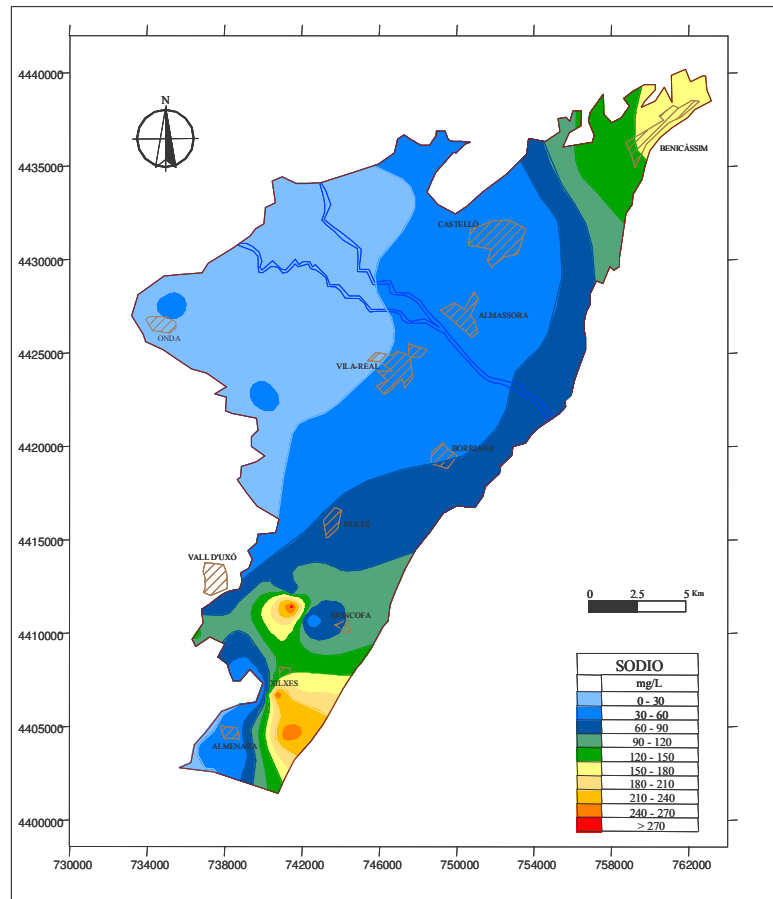 4440000
N
BENICÀSSIM
4435000
CASTELLÓ
4430000
ALMASSORA
ONDA
4425000
VILA-REAL
4420000
BORRIANA
4415000
NULES
VALL D'UXÓ
0 2.5 5 Km
MONCOFA
4410000
SODIO
mg/L
XILXES
0 - 30
30 - 60
4405000
60 - 90
ALMENARA
90 - 120
120 - 150
150 - 180
180 - 210
210 - 240
240 - 270
4400000
> 270
730000 734000 738000 742000 746000 750000 754000 758000 762000